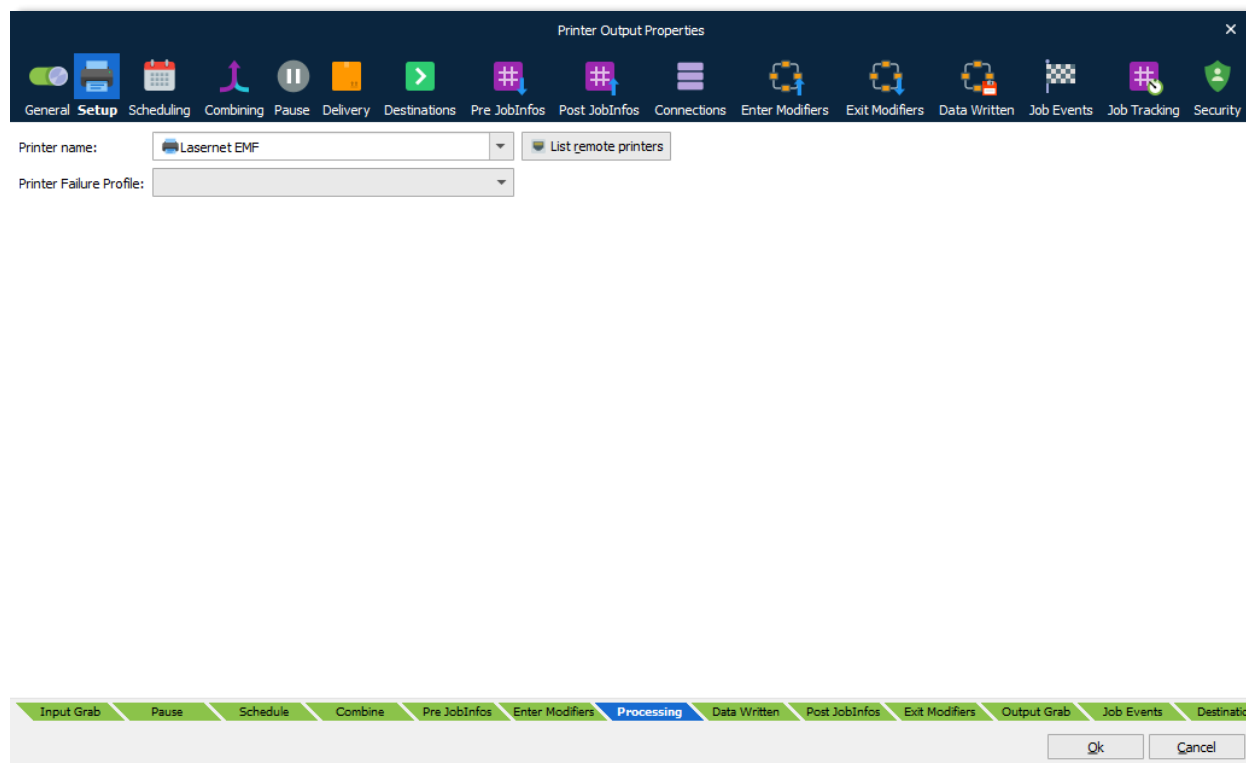 Printer Output Properties
General Setup Scheduling Combining Pause Delivery Destinations Pre JobInfos Post JobInfos Connections Enter Modifiers Exit Modifiers Data Written Job Events Job Tracking Security
Printer name: Lasernet EMF List remote printers
Printer Failure Profile:
Input Grab Pause Schedule Combine Pre JobInfos Enter Modifiers Processing Data Written Post JobInfos Exit Modifiers Output Grab Job Events Destinatio
Ok Cancel